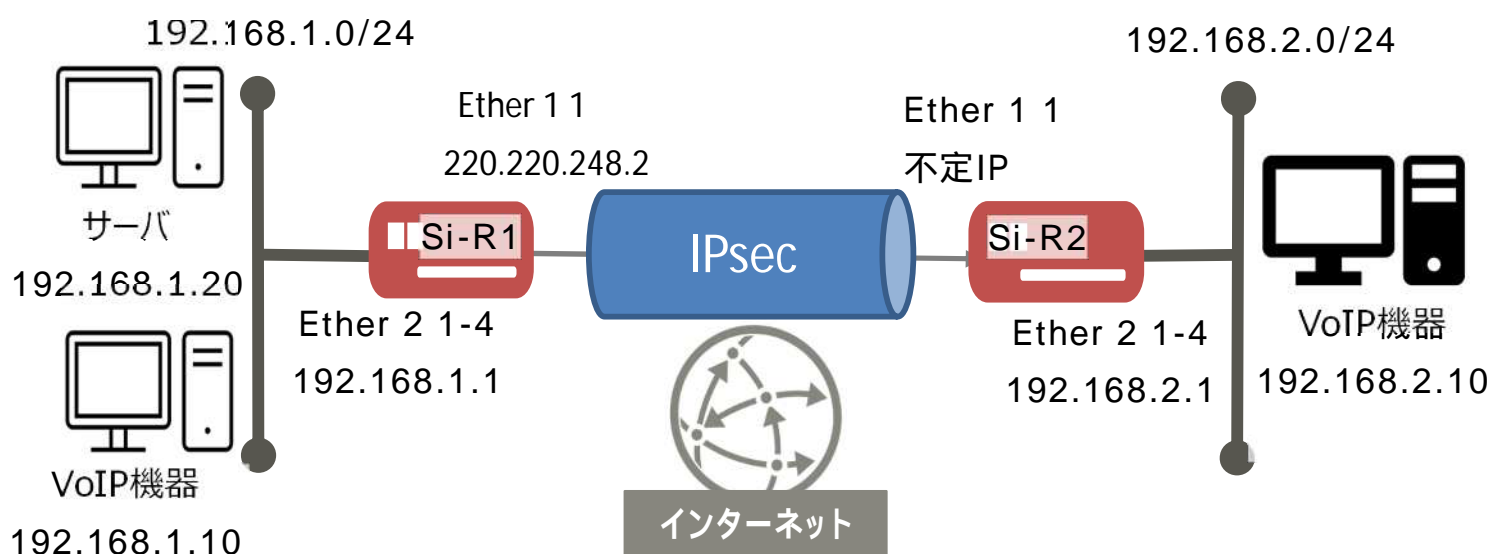 192.168.1.0/24
サーバ
192.168.1.20
VoIP機器
192.168.1.10
Ether 1 1
220.220.248.2
Si-R1
Ether 2 1-4
192.168.1.1
IPsec
インターネット
Ether 1 1
不定IP
Si-R2
Ether 2 1-4
192.168.2.1
192.168.2.0/24
VoIP機器
192.168.2.10